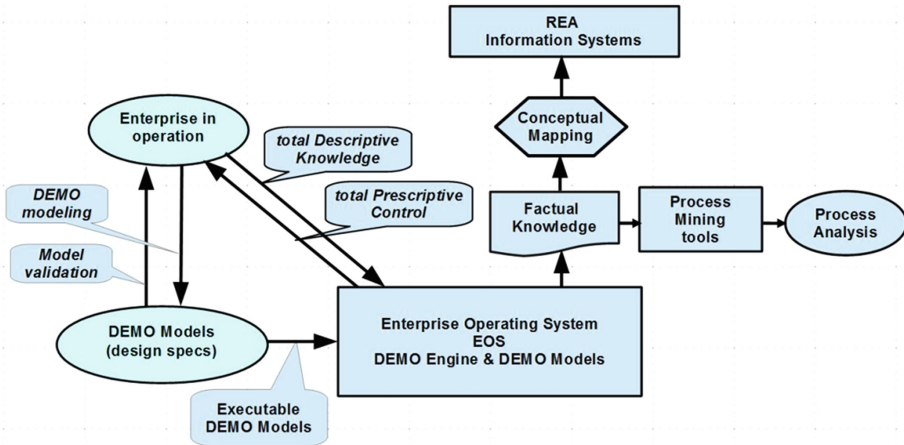 REA
Information Systems
Conceptual
Mapping
Enterprise in
operation
total Descriptive
Knowledge
total Prescriptive
Control
DEMO
modeling
Model
validation
Factual
Knowledge
Process
Mining
tools
Process
Analysis
DEMO Models
(design specs)
Enterprise Operating System
EOS
DEMO Engine & DEMO Models
Executable
DEMO Models